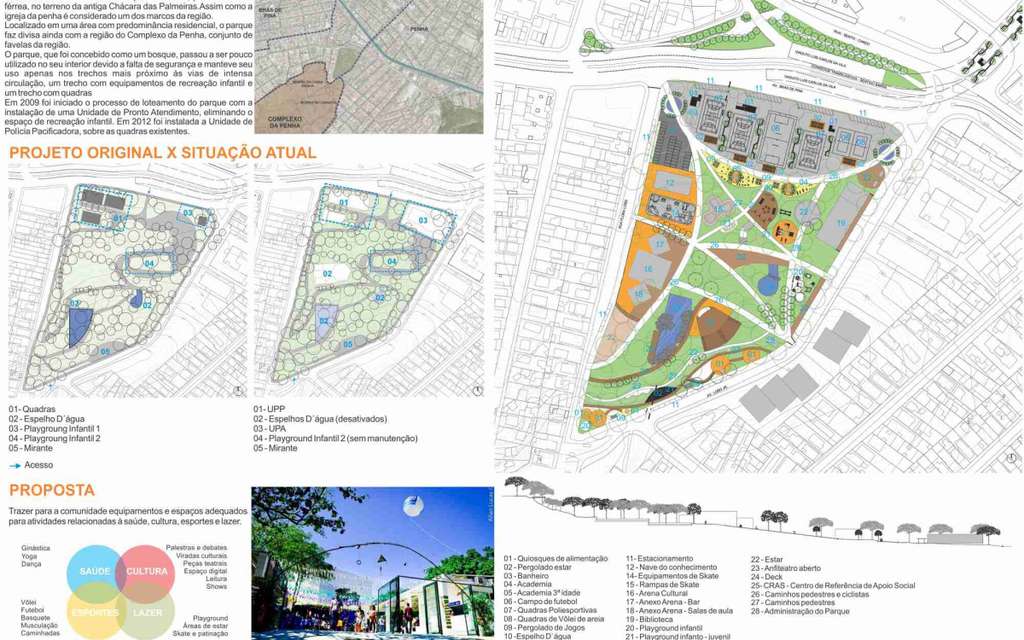 férrea, no terreno da antiga Chácara das Palmeiras.Assim como a
igreja da penha é considerado um dos marcos da região.
Localizado em uma área com predominância residencial, o parque
faz divisa ainda com a região do Complexo da Penha, conjunto de
favelas da região.
O parque, que foi concebido como um bosque, passou a ser pouco
utilizado no seu interior devido a falta de segurança e manteve seu
uso apenas nos trechos mais próximo ás vias de intensa
circulação, um trecho com equipamentos de recreação infantil e
um trecho com quadras
Em 2009 foi iniciado o processo de loteamento do parque com a
instalação de uma Unidade de Pronto Atendimento, eliminando o
espaço de recreação infantil. Em 2012 foi instalada a Unidade de
Polícia Pacificadora, sobre as quadras existentes.
BRÁS DE
PINA
PENHA
COMPLEXO
DA PENHA
PROJETO ORIGINAL X SITUAÇÃO ATUAL
01
03
04
02
02
05
01
03
04
02
02
02
05
01- Quadras
02 - Espelho D´água
03 - Playgroung Infantil 1
04 - Playgroung Infantil 2
05 - Mirante
Acesso
01- UPP
02 - Espelhos D´água (desativados)
03 - UPA
04 - Playground Infantil 2 (sem manutenção)
05 - Mirante
PROPOSTA
Trazer para a comunidade equipamentos e espaços adequados
para atividades relacionadas à saúde, cultura, esportes e lazer.
Ginástica
Yoga
Dança
SAÚDE
CULTURA
Palestras e debates
Viradas culturais
Peças teatrais
Espaço digital
Leitura
Shows
Vôlei
Futebol
Basquete
Musculação
Caminhadas
ESPORTES
LAZER
Playground
Áreas de estar
Skate e patinação
01 - Quiosques de alimentação
02 - Pergolado estar
03 - Banheiro
04 - Academia
05 - Academia 3ª idade
06 - Campo de futebol
07 - Quadras Poliesportivas
08 - Quadras de Vôlei de areia
09 - Pergolado de Jogos
10 -Espelho D´água
11- Estacionamento
12 - Nave do conhecimento
14- Equipamentos de Skate
15 - Rampas de Skate
16 - Arena Cultural
17 - Anexo Arena - Bar
18 - Anexo Arena - Salas de aula
19 - Biblioteca
20 - Playground infantil
21 - Playground infanto - juvenil
22 - Estar
23 - Anfiteatro aberto
24 - Deck
25- CRAS - Centro de Referência de Apoio Social
26 - Caminhos pedestres e ciclistas
27 - Caminhos pedestres
28 - Administração do Parque